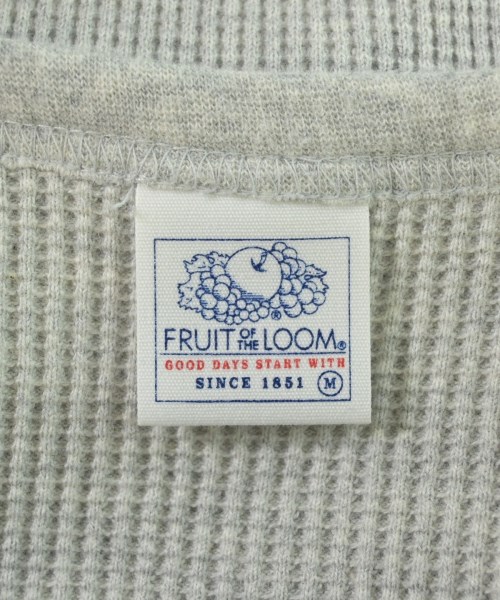 ®
FRUIT OF THE LOOM®
GOOD DAYS START WITH
SINCE 1851 M